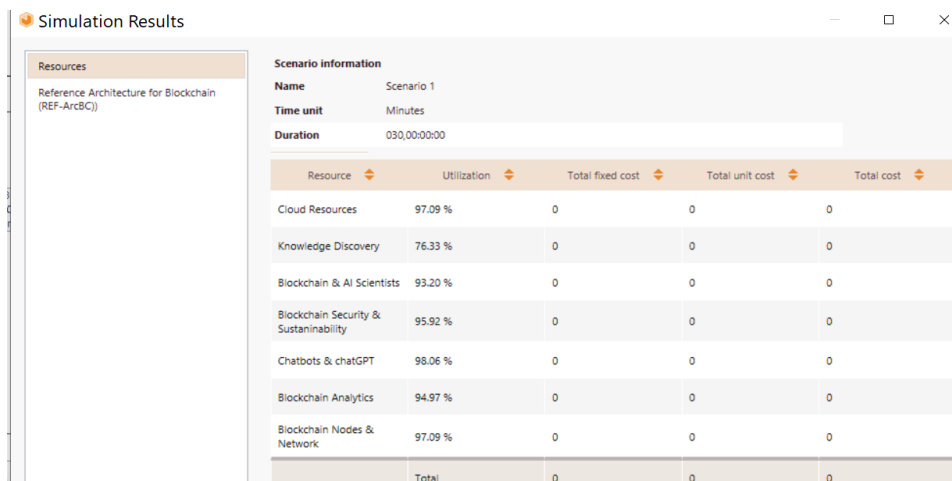 Simulation Results
Resources
Reference Architecture for Blockchain
(REF-ArcBC))
Scenario information
Name Scenario 1
Time unit Minutes
Duration 030,00:00:00
Resource Utilization Total fixed cost Total unit cost Total cost
Cloud Resources 97.09 % 0 0 0
Knowledge Discovery 76.33 % 0 0 0
Blockchain & AI Scientists 93.20 % 0 0 0
Blockchain Security &
Sustaninability 95.92 % 0 0 0
Chatbots & chatGPT 98.06 % 0 0 0
Blockchain Analytics 94.97 % 0 0 0
Blockchain Nodes &
Network 97.09 % 0 0 0
Total 0 0 0